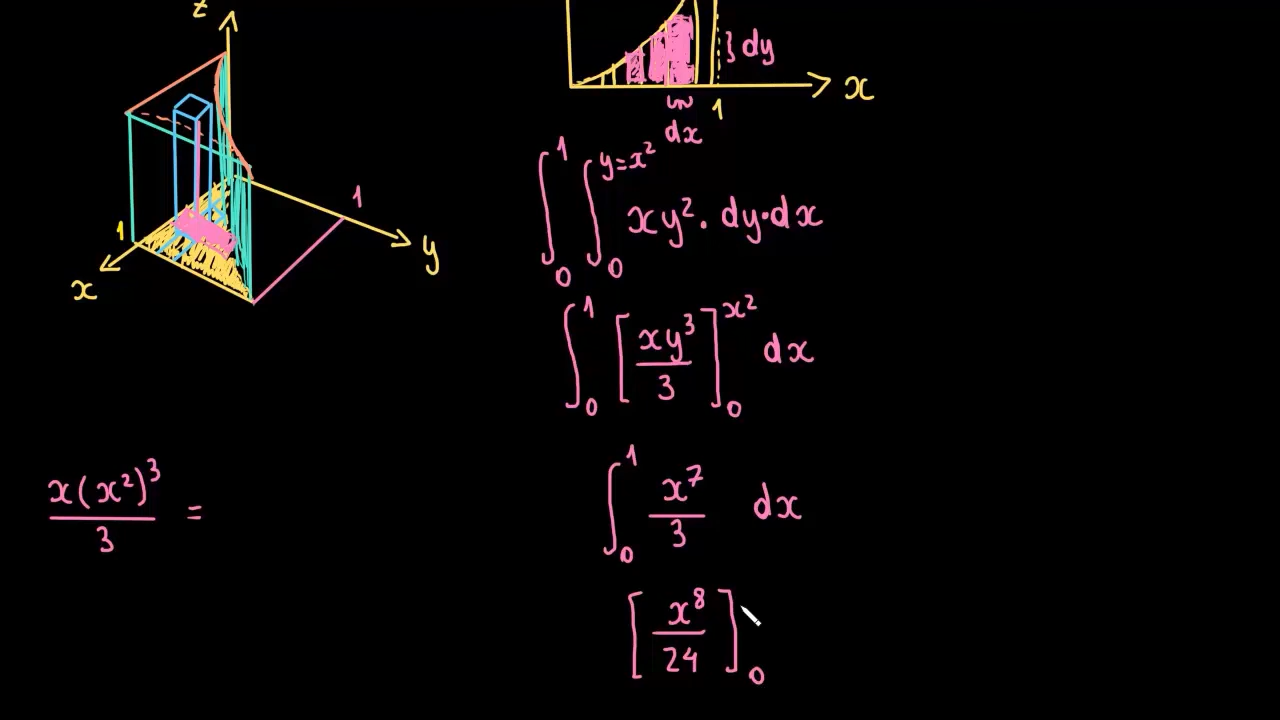 z
1
1
x
y
} dy
x
1
dx
∫₀¹ ∫₀^{y=x²} xy² · dy·dx
∫₀¹ [xy³/3]₀^{x²} dx
x(x²)³/3 =
∫₀¹ x⁷/3 dx
[x⁸/24]₀